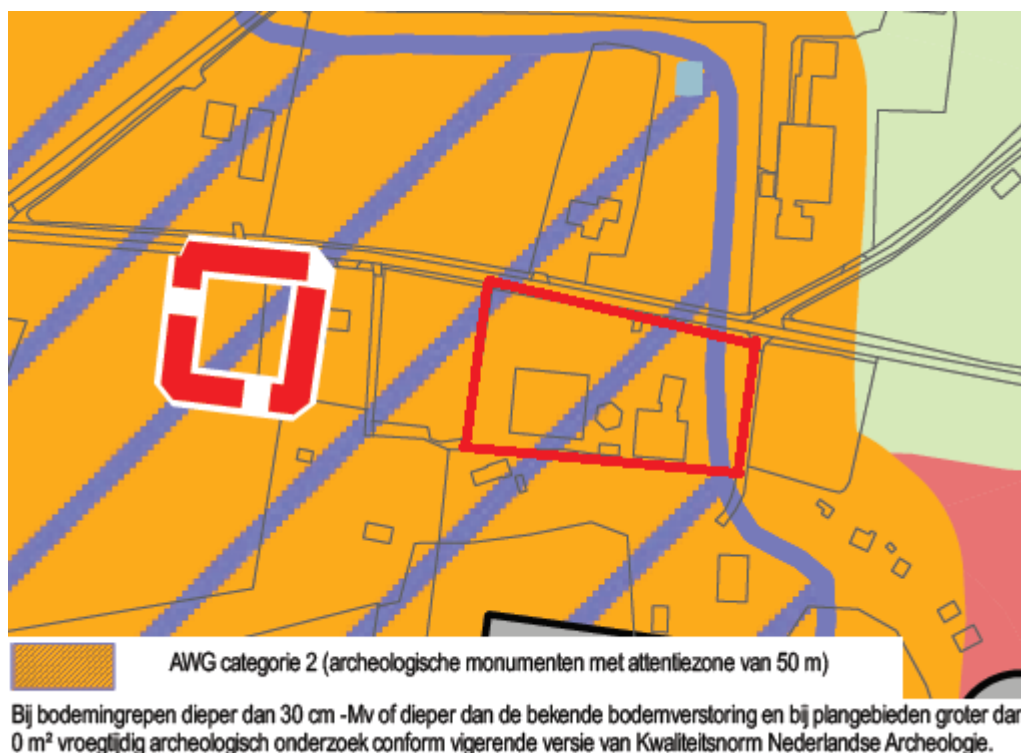 AWG categorie 2 (archeologische monumenten met attentiezone van 50 m)
Bij bodemingrepen dieper dan 30 cm -Mv of dieper dan de bekende bodemverstoring en bij plangebieden groter dan
0 m² vroegtijdig archeologisch onderzoek conform vigerende versie van Kwaliteitsnorm Nederlandse Archeologie.